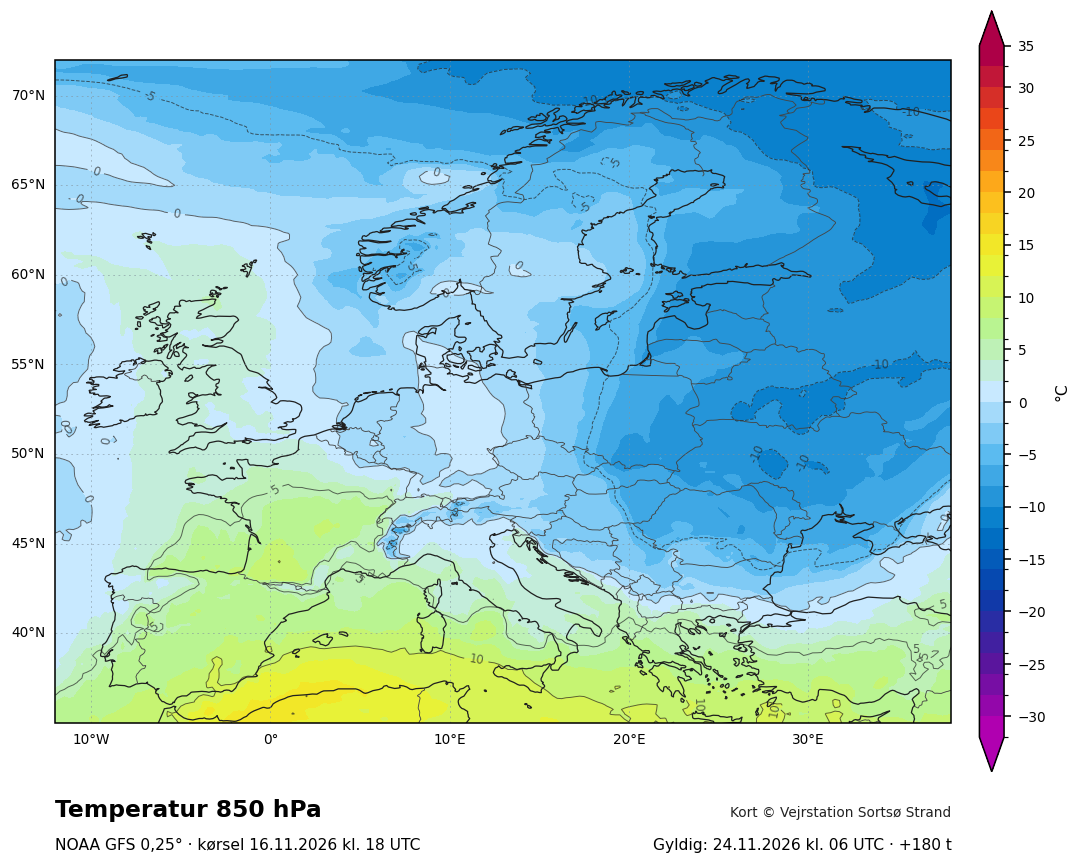 70°N
65°N
60°N
55°N
50°N
45°N
40°N
10°W
0°
10°E
20°E
30°E
35
30
25
20
15
10
5
0
−5
−10
−15
−20
−25
−30
°C
Temperatur 850 hPa
Kort © Vejrstation Sortsø Strand
NOAA GFS 0,25° · kørsel 16.11.2026 kl. 18 UTC
Gyldig: 24.11.2026 kl. 06 UTC · +180 t